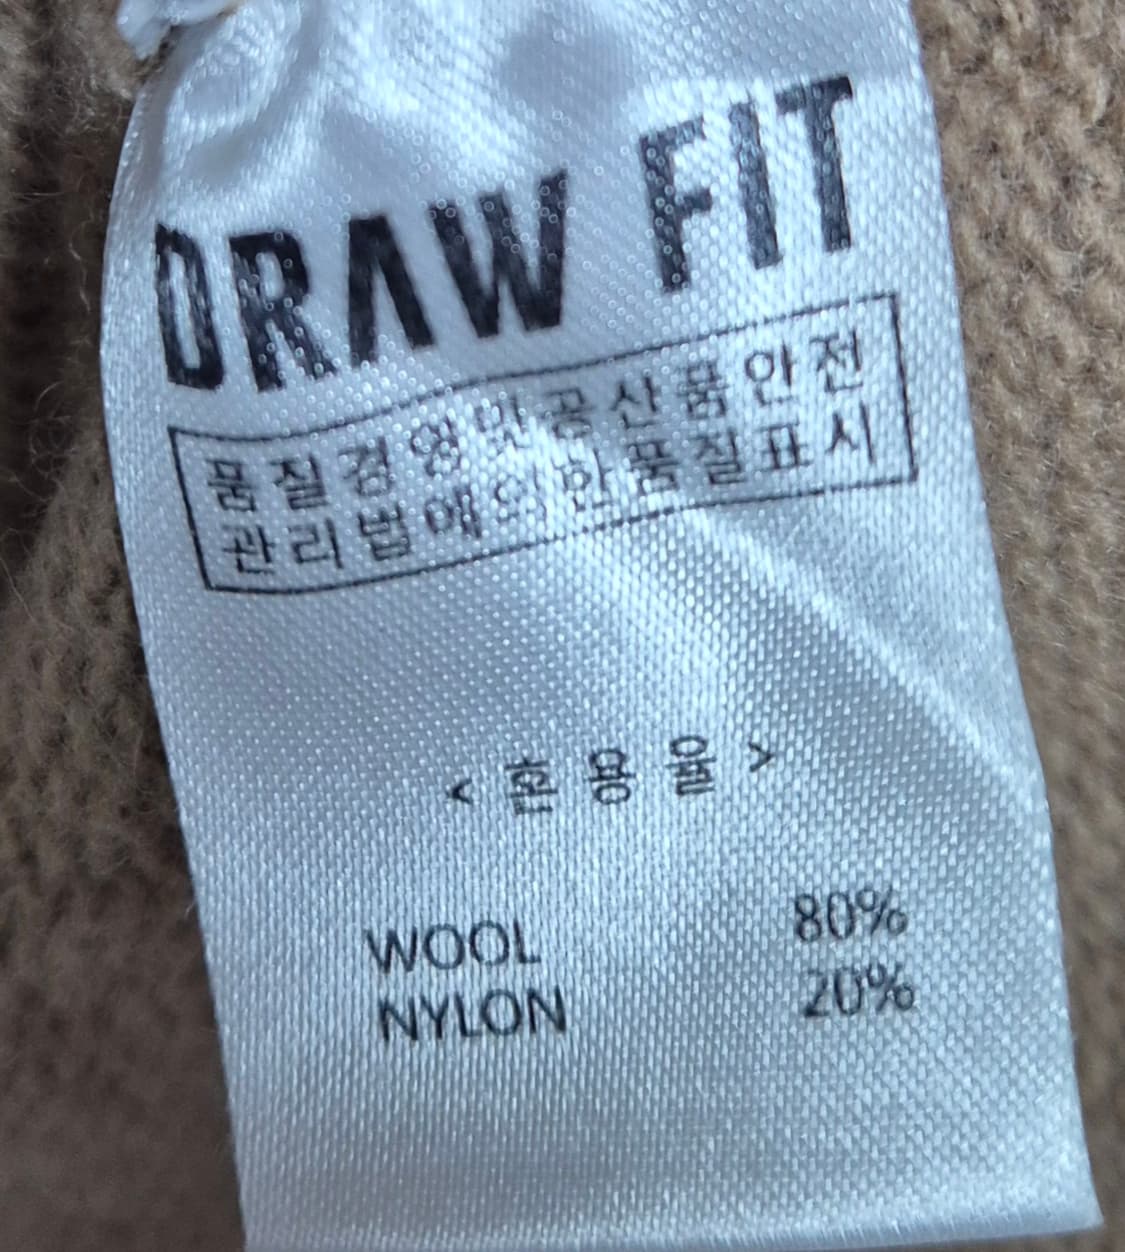 DRAW FIT
품질경영및공산품안전
관리법에의한품질표시
<혼용율>
WOOL 80%
NYLON 20%